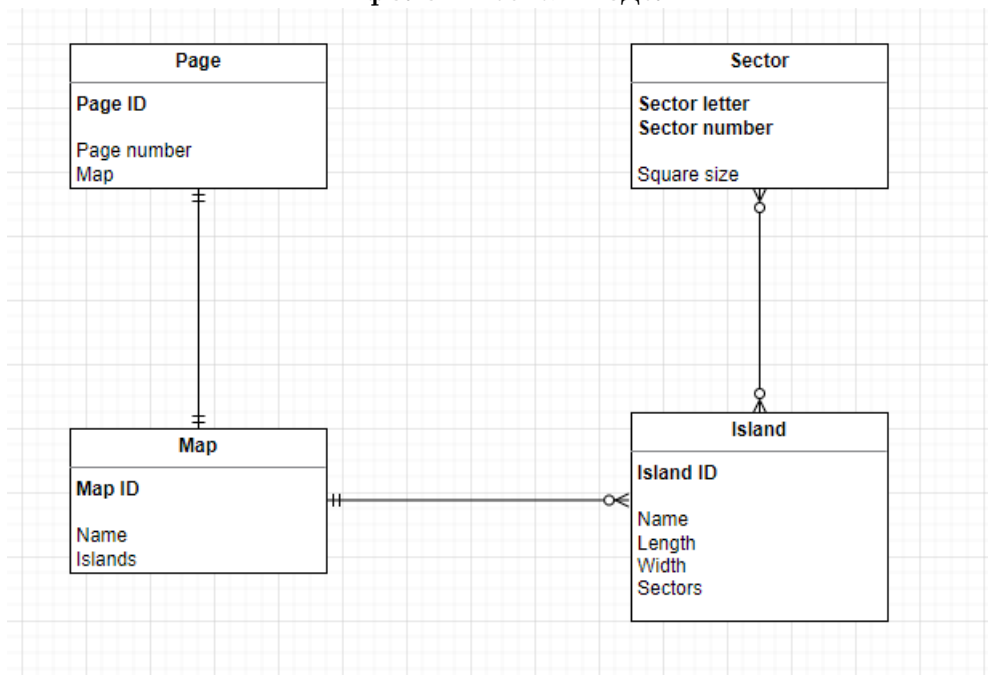 Page
Page ID
Page number
Map
Sector
Sector letter
Sector number
Square size
Map
Map ID
Name
Islands
Island
Island ID
Name
Length
Width
Sectors